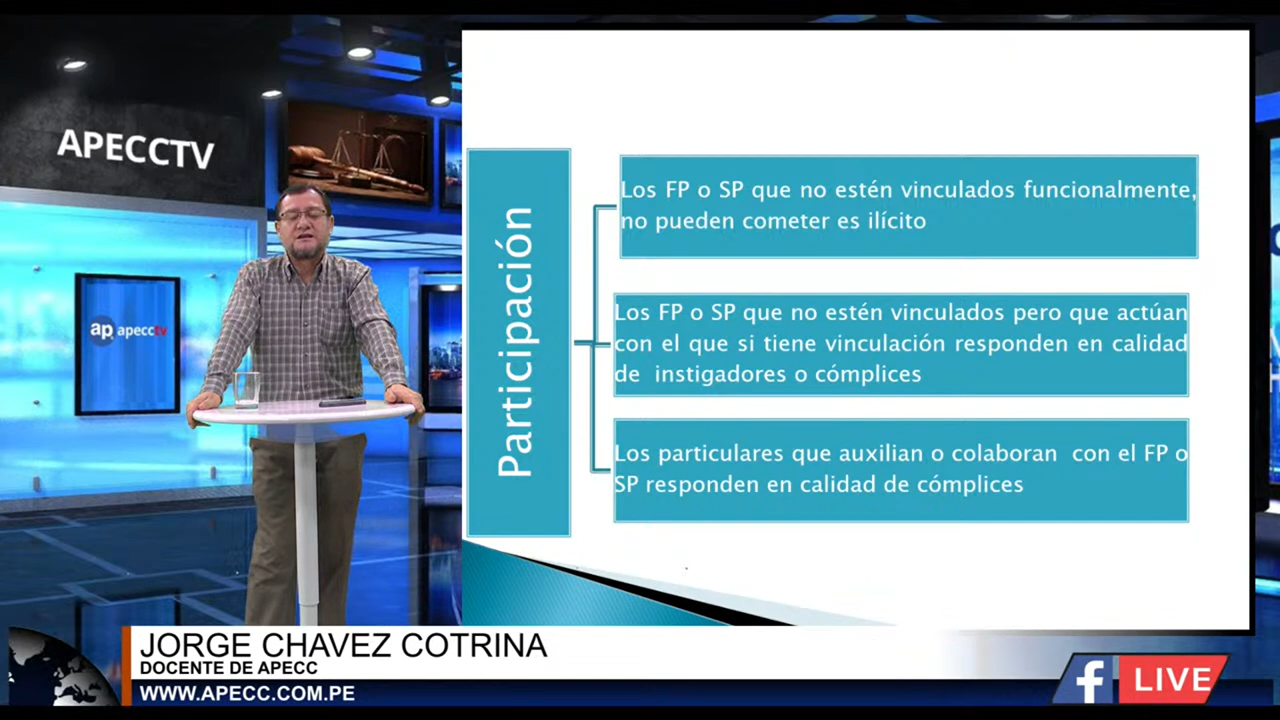 APECCTV
ap apecctv
Participación
Los FP o SP que no estén vinculados funcionalmente,
no pueden cometer es ilícito
Los FP o SP que no estén vinculados pero que actúan
con el que si tiene vinculación responden en calidad
de instigadores o cómplices
Los particulares que auxilian o colaboran con el FP o
SP responden en calidad de cómplices
JORGE CHAVEZ COTRINA
DOCENTE DE APECC
WWW.APECC.COM.PE
f LIVE